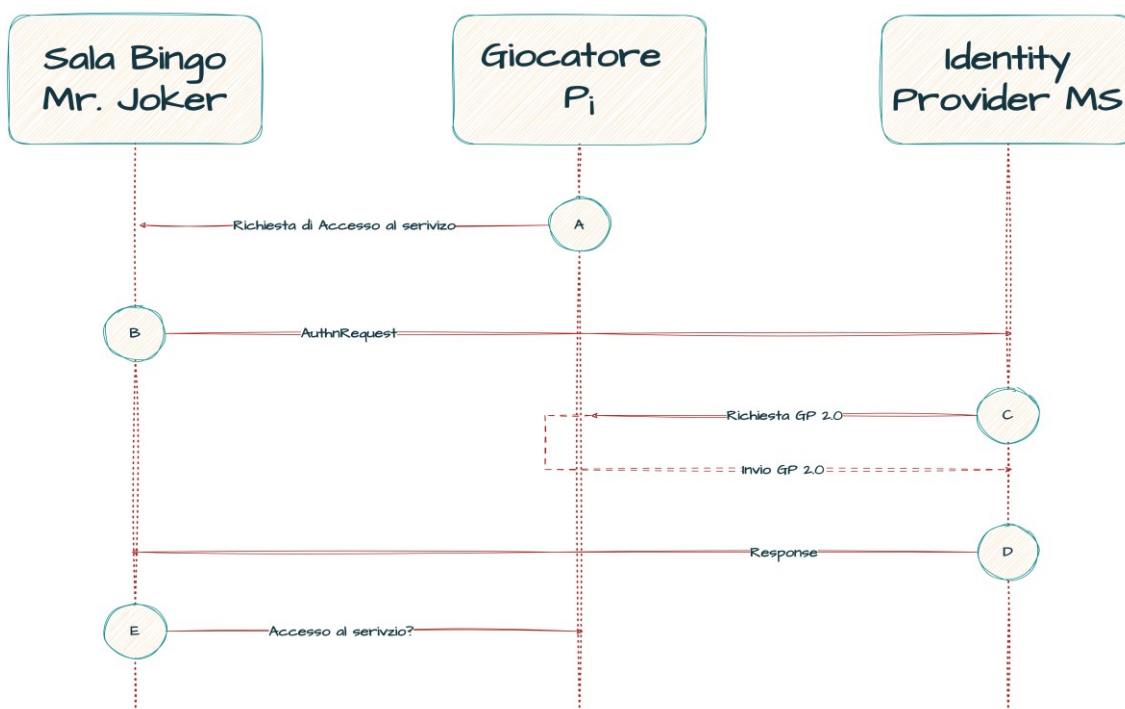 Sala Bingo
Mr. Joker
Giocatore
Pi
Identity
Provider MS
A
Richiesta di Accesso al serivizo
B
AuthnRequest
C
Richiesta GP 2.0
Invio GP 2.0
D
Response
E
Accesso al serivzio?